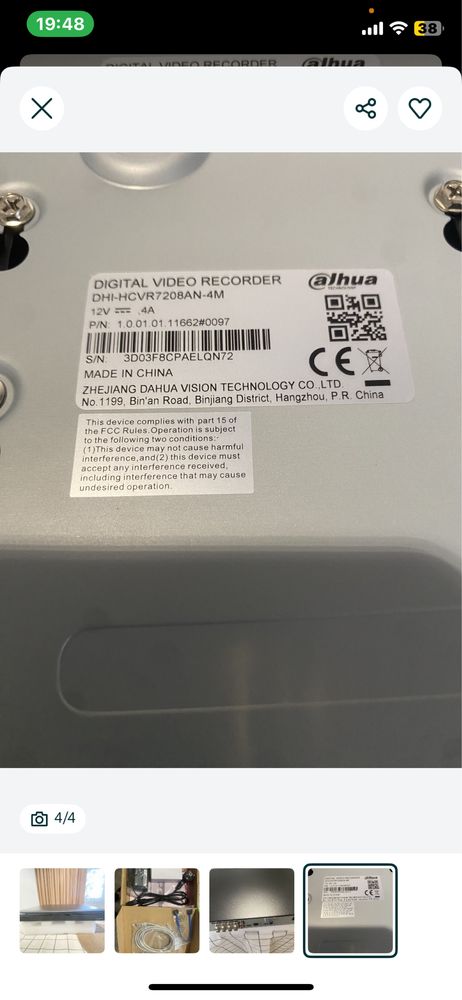 19:48
38
DIGITAL VIDEO RECORDER
alhua
TECHNOLOGY
DHI-HCVR7208AN-4M
12V ⎓ .4A
P/N: 1.0.01.01.11662#0097
S/N: 3D03F8CPAELQN72
MADE IN CHINA
ZHEJIANG DAHUA VISION TECHNOLOGY CO.,LTD.
No.1199, Bin'an Road, Binjiang District, Hangzhou, P.R. China
This device complies with part 15 of
the FCC Rules.Operation is subject
to the following two conditions:
(1)This device may not cause harmful
interference,and(2) this device must
accept any interference received,
including interference that may cause
undesired operation.
4/4